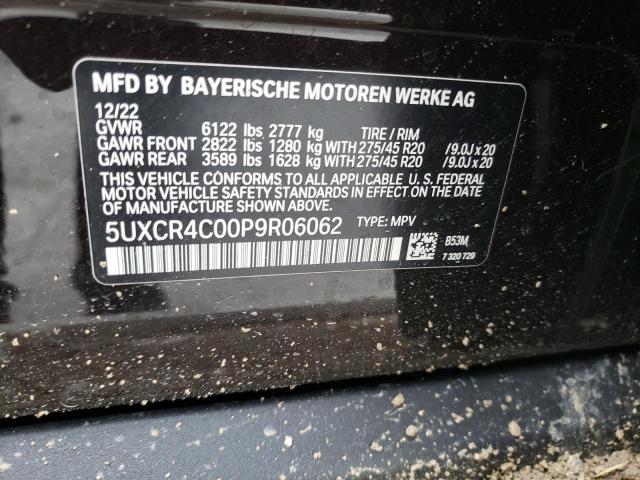 MFD BY BAYERISCHE MOTOREN WERKE AG
12/22
GVWR 6122 lbs 2777 kg TIRE / RIM
GAWR FRONT 2822 lbs 1280 kg WITH 275/45 R20 /9.0J x 20
GAWR REAR 3589 lbs 1628 kg WITH 275/45 R20 /9.0J x 20
THIS VEHICLE CONFORMS TO ALL APPLICABLE U. S. FEDERAL
MOTOR VEHICLE SAFETY STANDARDS IN EFFECT ON THE DATE OF
MANUFACTURE SHOWN ABOVE.
5UXCR4C00P9R06062 TYPE: MPV
B53M
7 320 729